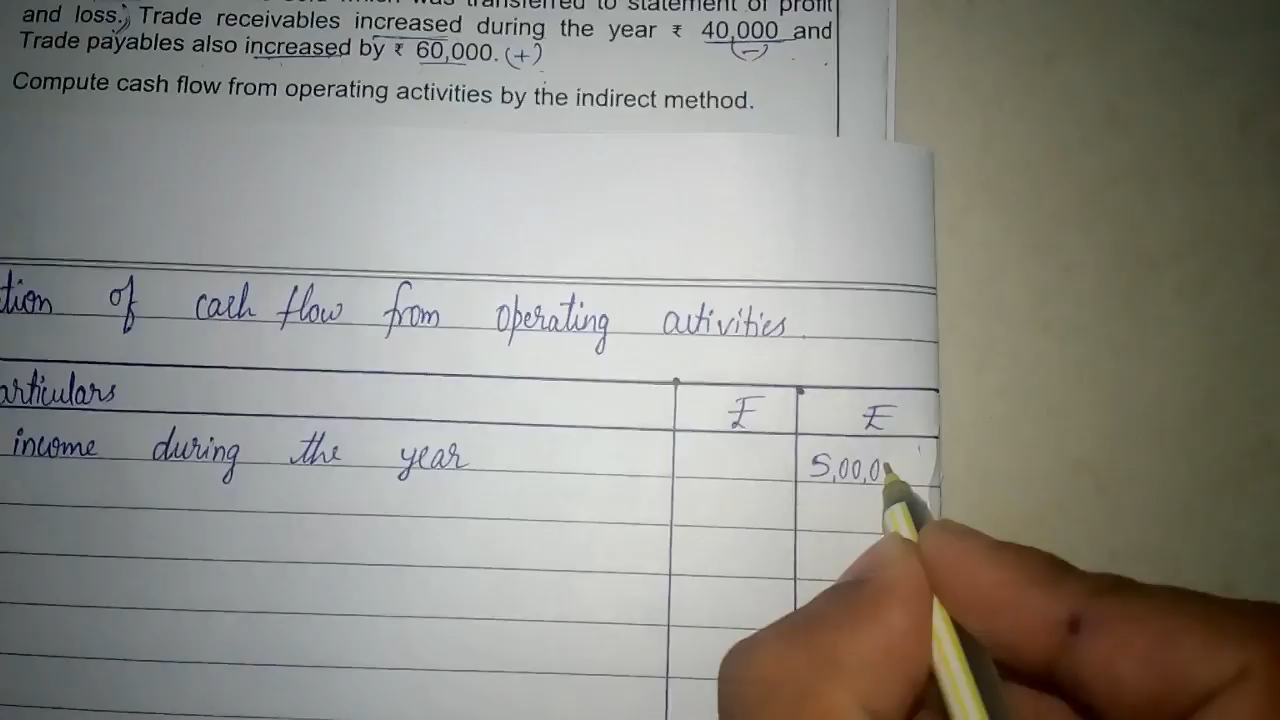 and loss. Trade receivables increased during the year ₹ 40,000 and (-)
Trade payables also increased by ₹ 60,000. (+)
Compute cash flow from operating activities by the indirect method.
tion of cash flow from operating activities.
articulars ₹ ₹
income during the year 5,00,0